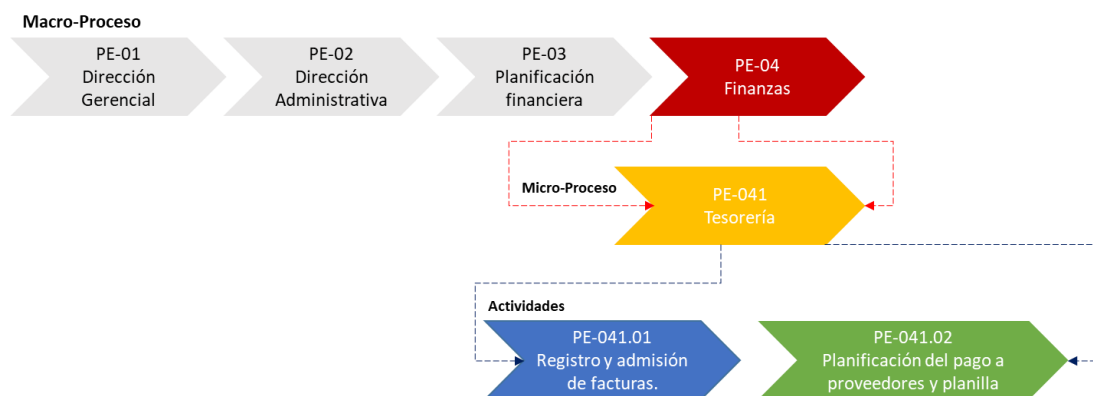 Macro-Proceso
PE-01
Dirección
Gerencial
PE-02
Dirección
Administrativa
PE-03
Planificación
financiera
PE-04
Finanzas
Micro-Proceso
PE-041
Tesorería
Actividades
PE-041.01
Registro y admisión
de facturas.
PE-041.02
Planificación del pago a
proveedores y planilla